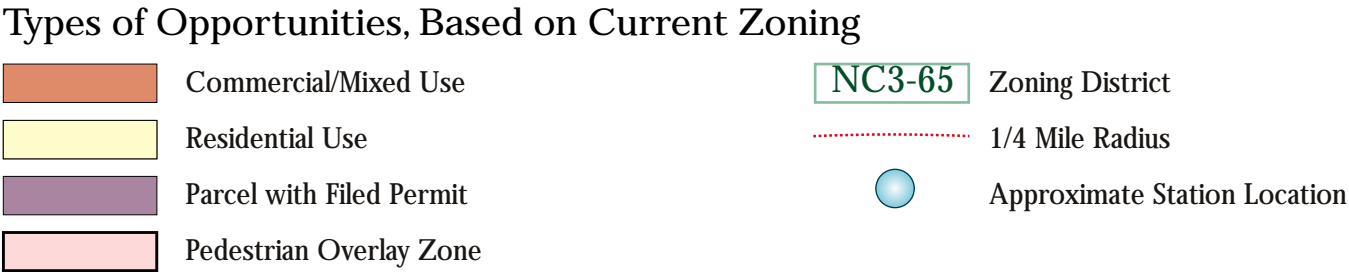 Types of Opportunities, Based on Current Zoning
Commercial/Mixed Use
Residential Use
Parcel with Filed Permit
Pedestrian Overlay Zone
NC3-65 Zoning District
1/4 Mile Radius
Approximate Station Location